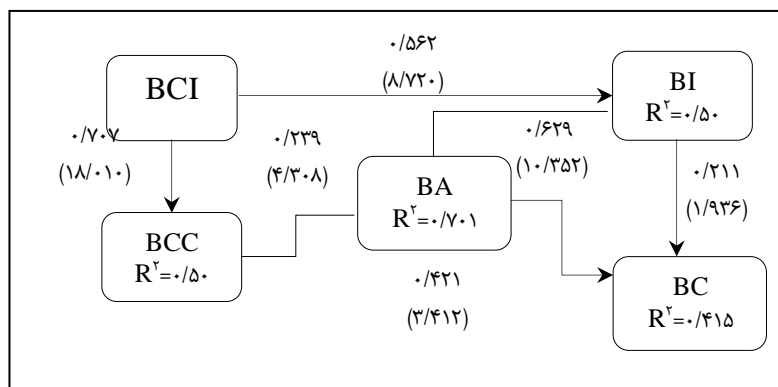 ۰/۵۶۲
(۸/۷۲۰)
BCI
BI
R۲=۰/۵۰
۰/۷۰۷
(۱۸/۰۱۰)
۰/۲۳۹
(۴/۳۰۸)
۰/۶۲۹
(۱۰/۳۵۲)
۰/۲۱۱
(۱/۹۳۶)
BA
R۲=۰/۷۰۱
BCC
R۲=۰/۵۰
۰/۴۲۱
(۳/۴۱۲)
BC
R۲=۰/۴۱۵